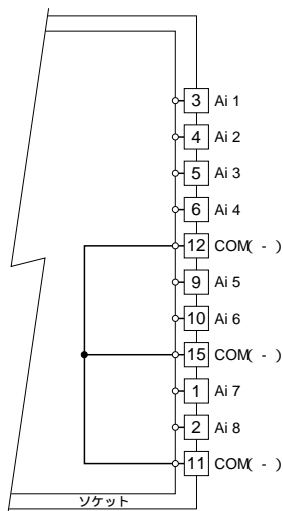 3 Ai 1
4 Ai 2
5 Ai 3
6 Ai 4
12 COM( - )
9 Ai 5
10 Ai 6
15 COM( - )
1 Ai 7
2 Ai 8
11 COM( - )
ソケット